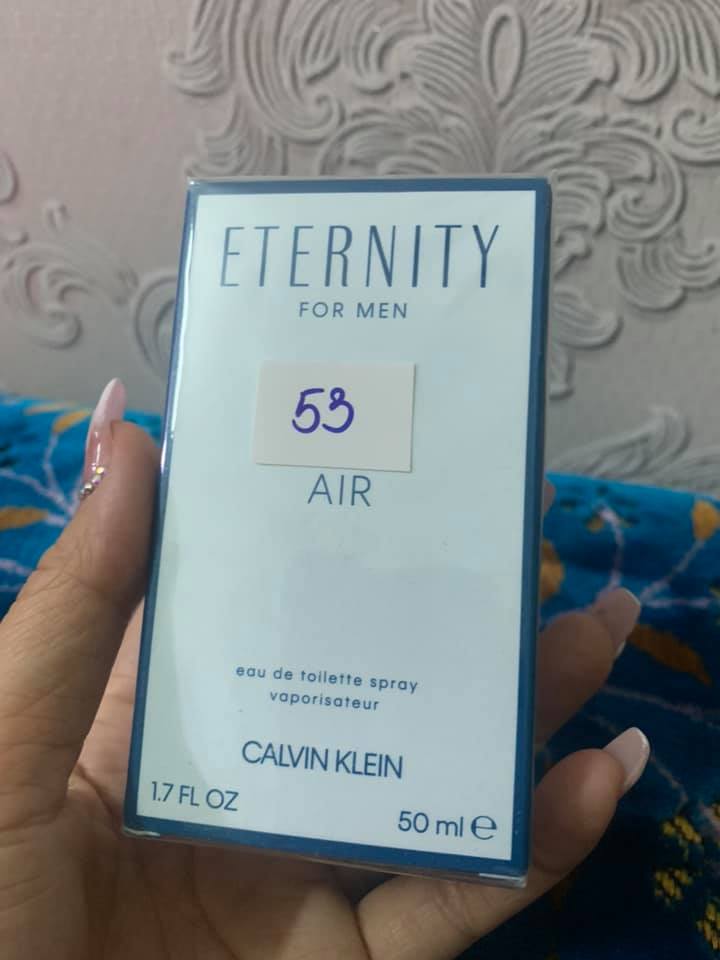 ETERNITY
FOR MEN
53
AIR
eau de toilette spray
vaporisateur
CALVIN KLEIN
1.7 FL OZ
50 ml ℮